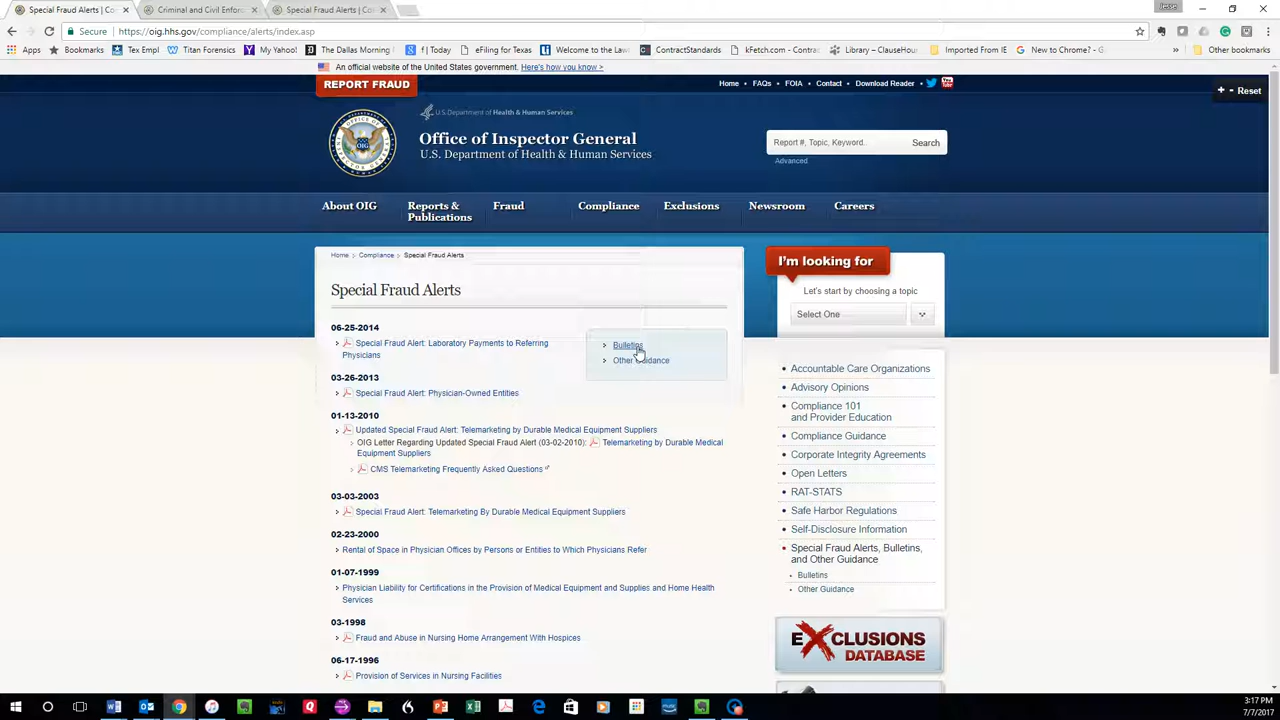 Special Fraud Alerts | Co
Criminal and Civil Enforc
Special Fraud Alerts | Co
Jesse
Secure https://oig.hhs.gov/compliance/alerts/index.asp
Apps Bookmarks Tex Empl Titan Forensics My Yahoo! The Dallas Morning f | Today eFiling for Texas Welcome to the Law ContractStandards kFetch.com - Contrac Library – ClauseHou Imported From IE New to Chrome? - G Other bookmarks
An official website of the United States government. Here's how you know >
REPORT FRAUD
Home • FAQs • FOIA • Contact • Download Reader •
+ - Reset
U.S. Department of Health & Human Services
Office of Inspector General
U.S. Department of Health & Human Services
OIG
Report #, Topic, Keyword.. Search
Advanced
About OIG
Reports & Publications
Fraud
Compliance
Exclusions
Newsroom
Careers
Home > Compliance > Special Fraud Alerts
Special Fraud Alerts
06-25-2014
Special Fraud Alert: Laboratory Payments to Referring
Physicians
Bulletins
03-26-2013
Special Fraud Alert: Physician-Owned Entities
01-13-2010
Updated Special Fraud Alert: Telemarketing by Durable Medical Equipment Suppliers
OIG Letter Regarding Updated Special Fraud Alert (03-02-2010): Telemarketing by Durable Medical
Equipment Suppliers
CMS Telemarketing Frequently Asked Questions
03-03-2003
Special Fraud Alert: Telemarketing By Durable Medical Equipment Suppliers
02-23-2000
Rental of Space in Physician Offices by Persons or Entities to Which Physicians Refer
01-07-1999
Physician Liability for Certifications in the Provision of Medical Equipment and Supplies and Home Health
Services
03-1998
Fraud and Abuse in Nursing Home Arrangement With Hospices
06-17-1996
Provision of Services in Nursing Facilities
I'm looking for
Let's start by choosing a topic
Select One
Accountable Care Organizations
Advisory Opinions
Compliance 101
and Provider Education
Compliance Guidance
Corporate Integrity Agreements
Open Letters
RAT-STATS
Safe Harbor Regulations
Self-Disclosure Information
Special Fraud Alerts, Bulletins,
and Other Guidance
Bulletins
Other Guidance
EXCLUSIONS
DATABASE
3:17 PM
7/7/2017